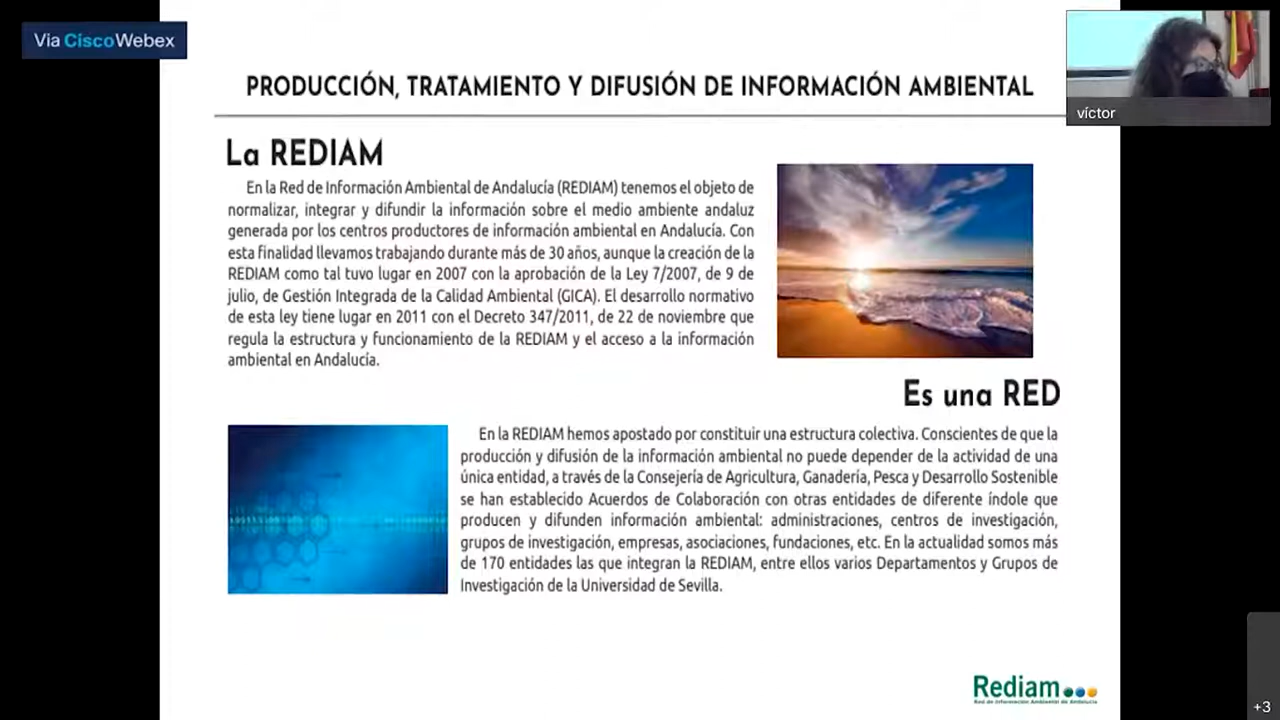 Via Cisco Webex
PRODUCCIÓN, TRATAMIENTO Y DIFUSIÓN DE INFORMACIÓN AMBIENTAL
víctor
La REDIAM
En la Red de Información Ambiental de Andalucía (REDIAM) tenemos el objeto de
normalizar, integrar y difundir la información sobre el medio ambiente andaluz
generada por los centros productores de información ambiental en Andalucía. Con
esta finalidad llevamos trabajando durante más de 30 años, aunque la creación de la
REDIAM como tal tuvo lugar en 2007 con la aprobación de la Ley 7/2007, de 9 de
julio, de Gestión Integrada de la Calidad Ambiental (GICA). El desarrollo normativo
de esta ley tiene lugar en 2011 con el Decreto 347/2011, de 22 de noviembre que
regula la estructura y funcionamiento de la REDIAM y el acceso a la información
ambiental en Andalucía.
Es una RED
En la REDIAM hemos apostado por constituir una estructura colectiva. Conscientes de que la
producción y difusión de la información ambiental no puede depender de la actividad de una
única entidad, a través de la Consejería de Agricultura, Ganadería, Pesca y Desarrollo Sostenible
se han establecido Acuerdos de Colaboración con otras entidades de diferente índole que
producen y difunden información ambiental: administraciones, centros de investigación,
grupos de investigación, empresas, asociaciones, fundaciones, etc. En la actualidad somos más
de 170 entidades las que integran la REDIAM, entre ellos varios Departamentos y Grupos de
Investigación de la Universidad de Sevilla.
Rediam
Red de Información Ambiental de Andalucía
+3